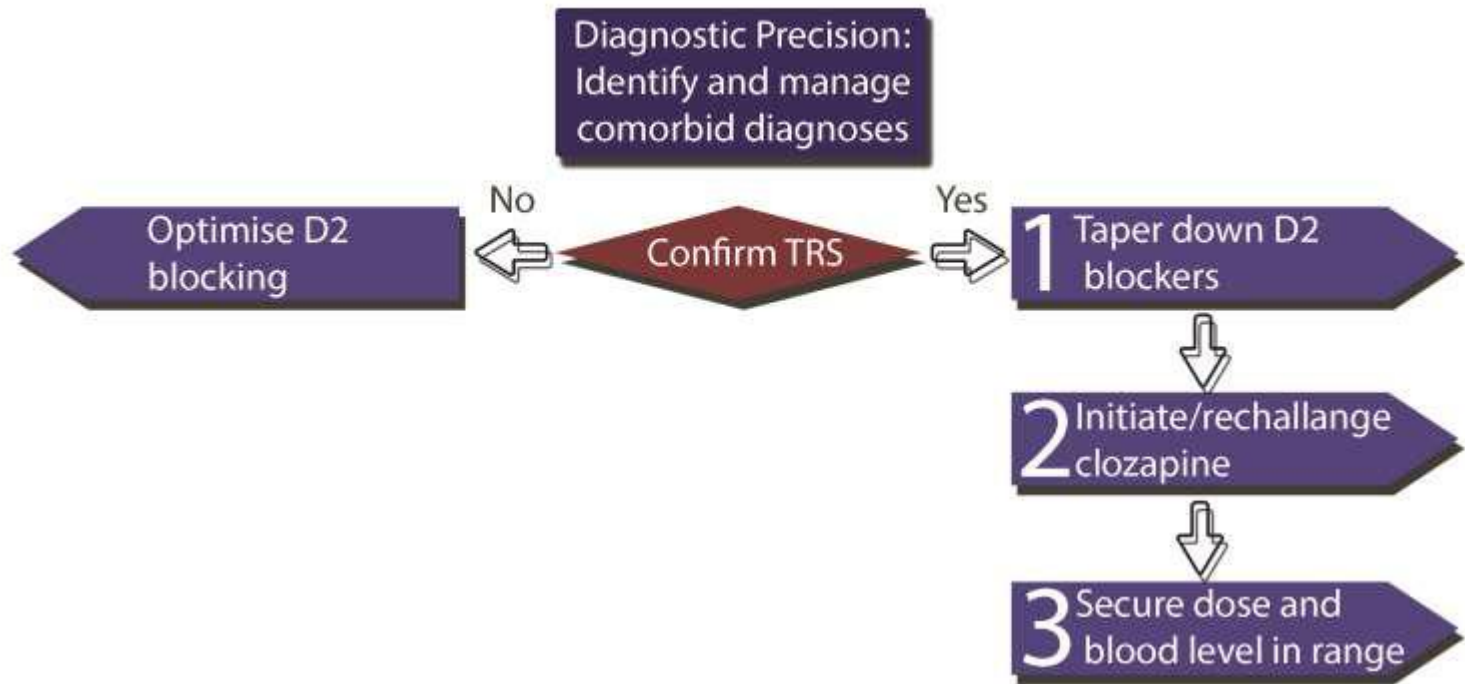 Diagnostic Precision:
Identify and manage
comorbid diagnoses
No
Yes
Optimise D2
blocking
Confirm TRS
1 Taper down D2
blockers
2 Initiate/rechallange
clozapine
3 Secure dose and
blood level in range